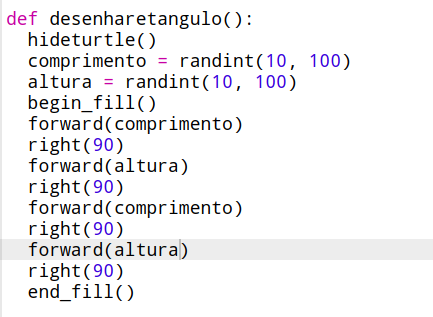 def desenharetangulo():
  hideturtle()
  comprimento = randint(10, 100)
  altura = randint(10, 100)
  begin_fill()
  forward(comprimento)
  right(90)
  forward(altura)
  right(90)
  forward(comprimento)
  right(90)
  forward(altura)
  right(90)
  end_fill()